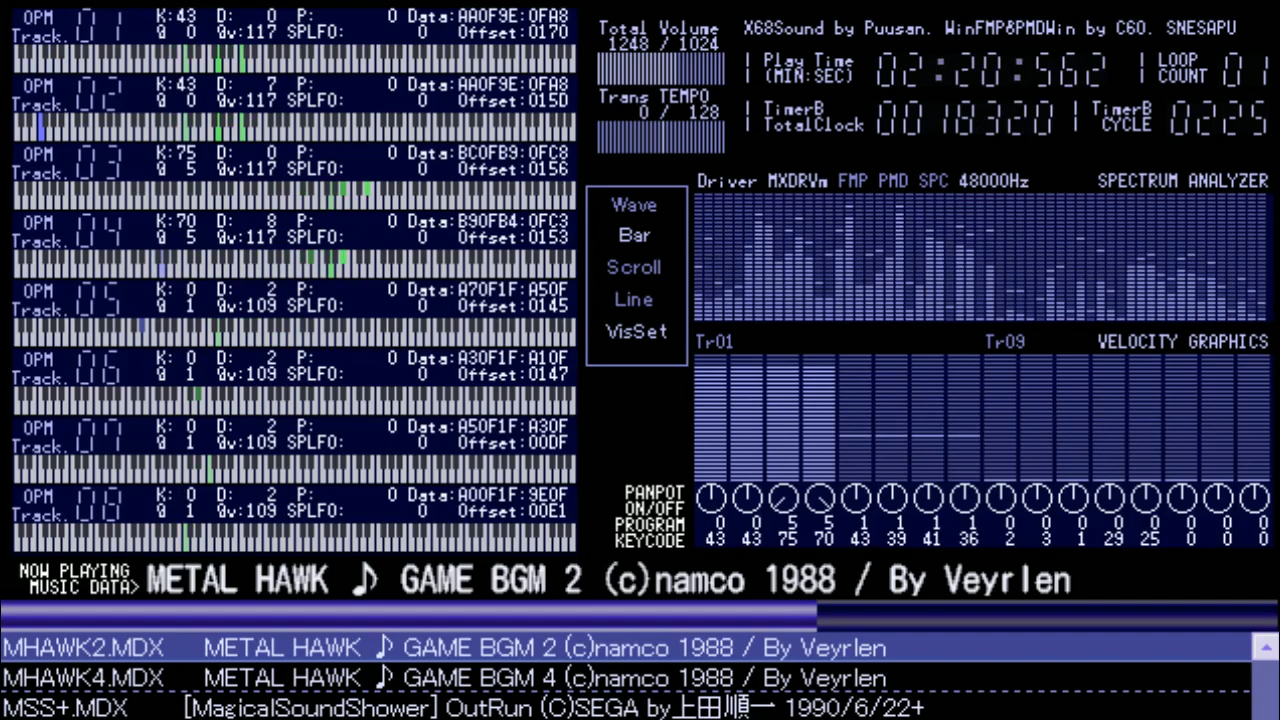 OPM Track. 01 K:43 D: 0 P: 0 Data:AA0F9E:0FA8
@ 0 @v:117 SPLFO: 0 Offset:0170
OPM Track. 02 K:43 D: 7 P: 0 Data:AA0F9E:0FA8
@ 0 @v:117 SPLFO: 0 Offset:015D
OPM Track. 03 K:75 D: 0 P: 0 Data:BC0FB9:0FC8
@ 5 @v:117 SPLFO: 0 Offset:0156
OPM Track. 04 K:70 D: 8 P: 0 Data:B90FB4:0FC3
@ 5 @v:117 SPLFO: 0 Offset:0153
OPM Track. 05 K: 0 D: 2 P: 0 Data:A70F1F:A50F
@ 1 @v:109 SPLFO: 0 Offset:0145
OPM Track. 06 K: 0 D: 2 P: 0 Data:A30F1F:A10F
@ 1 @v:109 SPLFO: 0 Offset:0147
OPM Track. 07 K: 0 D: 2 P: 0 Data:A50F1F:A30F
@ 1 @v:109 SPLFO: 0 Offset:00DF
OPM Track. 08 K: 0 D: 2 P: 0 Data:A00F1F:9E0F
@ 1 @v:109 SPLFO: 0 Offset:00E1
Total Volume
1248 / 1024
Trans TEMPO
0 / 128
X68Sound by Puusan. WinFMP&PMDWin by C60. SNESAPU
Play Time
(MIN:SEC) 02:20:562
LOOP
COUNT 01
TimerB
TotalClock 00018320
TimerB
CYCLE 0225
Wave
Bar
Scroll
Line
VisSet
Driver MXDRVm FMP PMD SPC 48000Hz SPECTRUM ANALYZER
Tr01 Tr09 VELOCITY GRAPHICS
PANPOT
ON/OFF
PROGRAM 0 0 5 5 1 1 1 1 0 0 0 0 0 0 0 0
KEYCODE 43 43 75 70 43 39 41 36 2 3 1 29 25 0 0 0
NOW PLAYING
MUSIC DATA> METAL HAWK ♪ GAME BGM 2 (c)namco 1988 / By Veyrlen
MHAWK2.MDX METAL HAWK ♪ GAME BGM 2 (c)namco 1988 / By Veyrlen
MHAWK4.MDX METAL HAWK ♪ GAME BGM 4 (c)namco 1988 / By Veyrlen
MSS+.MDX [MagicalSoundShower] OutRun (C)SEGA by上田順一 1990/6/22+